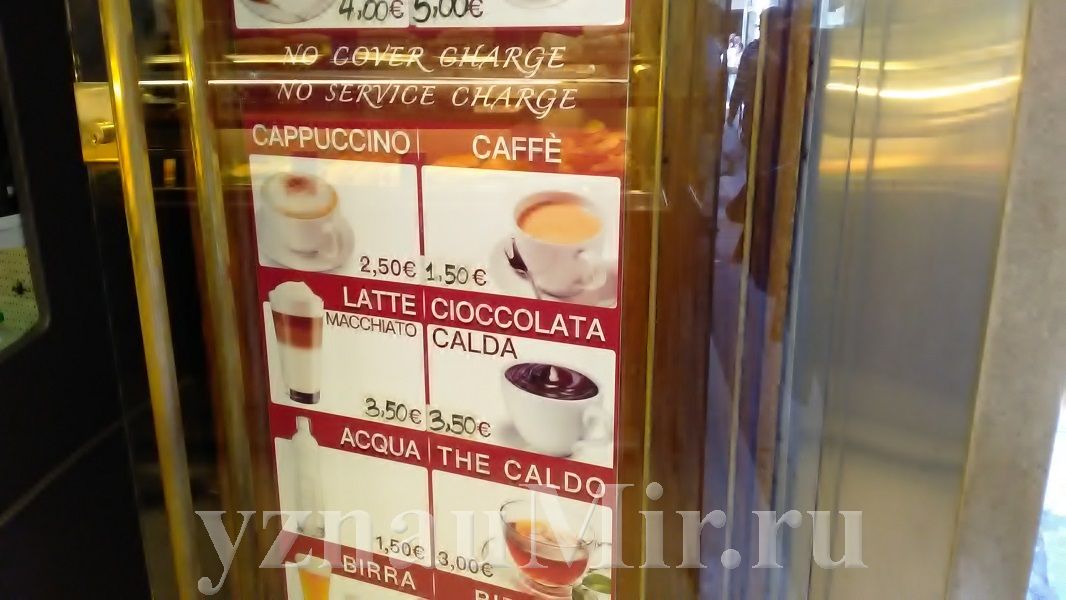 4,00€ 5,00€
NO COVER CHARGE
NO SERVICE CHARGE
CAPPUCCINO CAFFÈ
2,50€ 1,50€
LATTE CIOCCOLATA
MACCHIATO CALDA
3,50€ 3,50€
ACQUA THE CALDO
1,50€ 3,00€
BIRRA
yznauMir.ru